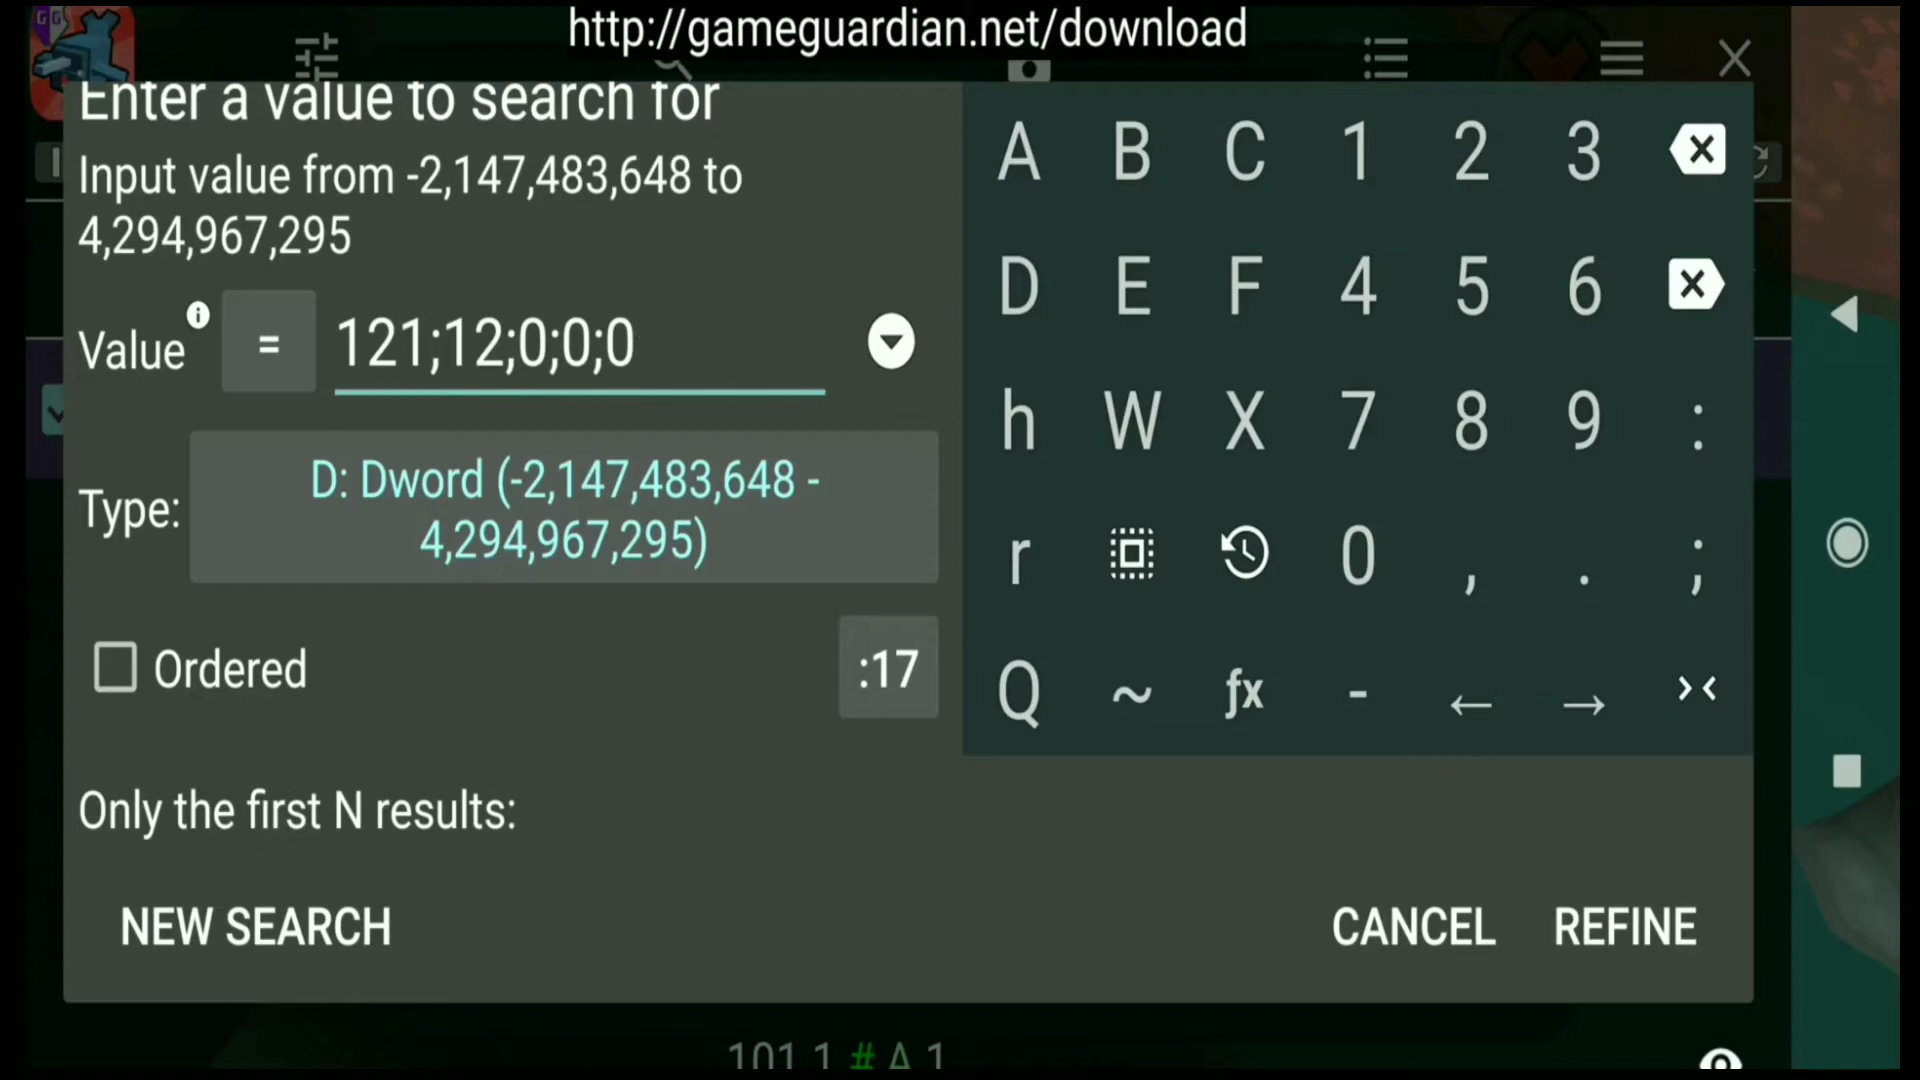 http://gameguardian.net/download
Enter a value to search for
Input value from -2,147,483,648 to
4,294,967,295
Value = 121;12;0;0;0
Type: D: Dword (-2,147,483,648 -
4,294,967,295)
Ordered :17
Only the first N results:
NEW SEARCH CANCEL REFINE
A B C 1 2 3
D E F 4 5 6
h W X 7 8 9 :
r 0 , . ;
Q ~ ƒx - ← → ><